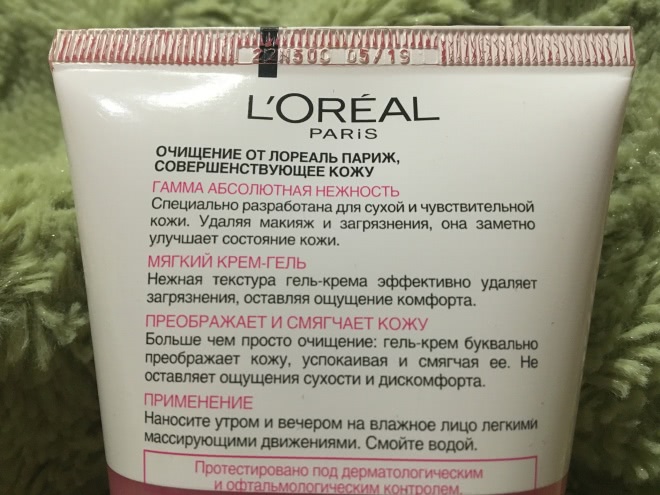 22N30C 05/19
L'ORÉAL
PARIS
ОЧИЩЕНИЕ ОТ ЛОРЕАЛЬ ПАРИЖ,
СОВЕРШЕНСТВУЮЩЕЕ КОЖУ
ГАММА АБСОЛЮТНАЯ НЕЖНОСТЬ
Специально разработана для сухой и чувствительной
кожи. Удаляя макияж и загрязнения, она заметно
улучшает состояние кожи.
МЯГКИЙ КРЕМ-ГЕЛЬ
Нежная текстура гель-крема эффективно удаляет
загрязнения, оставляя ощущение комфорта.
ПРЕОБРАЖАЕТ И СМЯГЧАЕТ КОЖУ
Больше чем просто очищение: гель-крем буквально
преображает кожу, успокаивая и смягчая ее. Не
оставляет ощущения сухости и дискомфорта.
ПРИМЕНЕНИЕ
Наносите утром и вечером на влажное лицо легкими
массирующими движениями. Смойте водой.
Протестировано под дерматологическим
и офтальмологическим контролем.